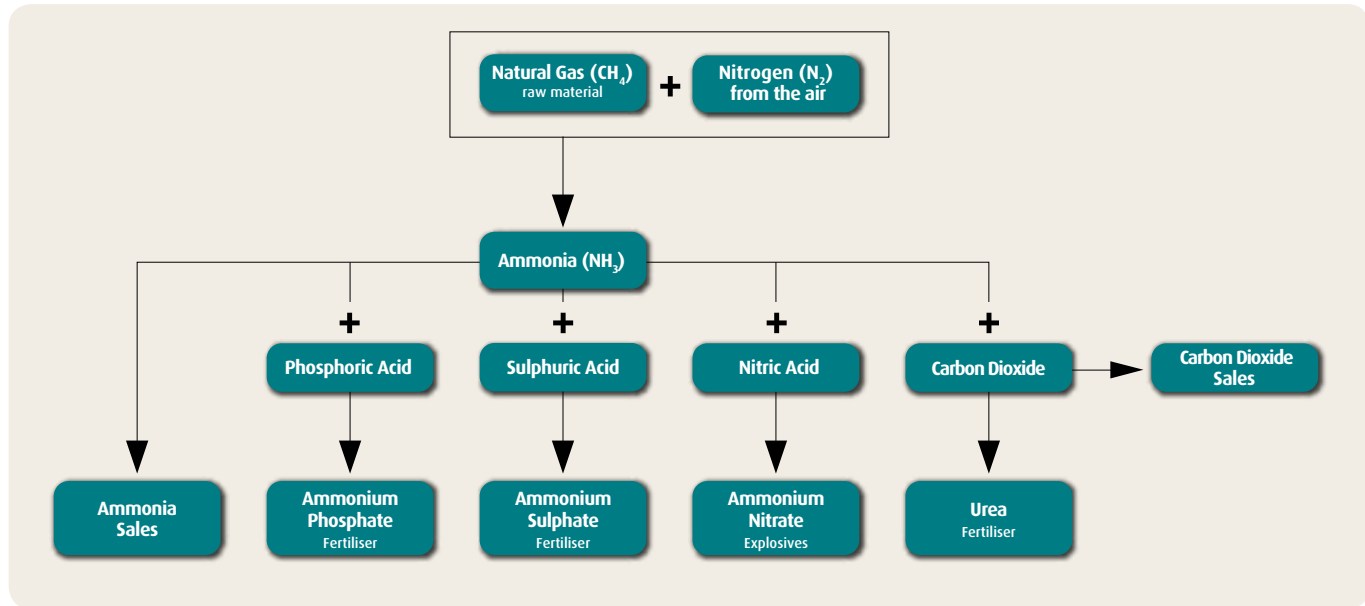 Natural Gas (CH₄)
raw material
+
Nitrogen (N₂)
from the air
Ammonia (NH₃)
+
+
+
+
Phosphoric Acid
Sulphuric Acid
Nitric Acid
Carbon Dioxide
Carbon Dioxide
Sales
Ammonia
Sales
Ammonium
Phosphate
Fertiliser
Ammonium
Sulphate
Fertiliser
Ammonium
Nitrate
Explosives
Urea
Fertiliser